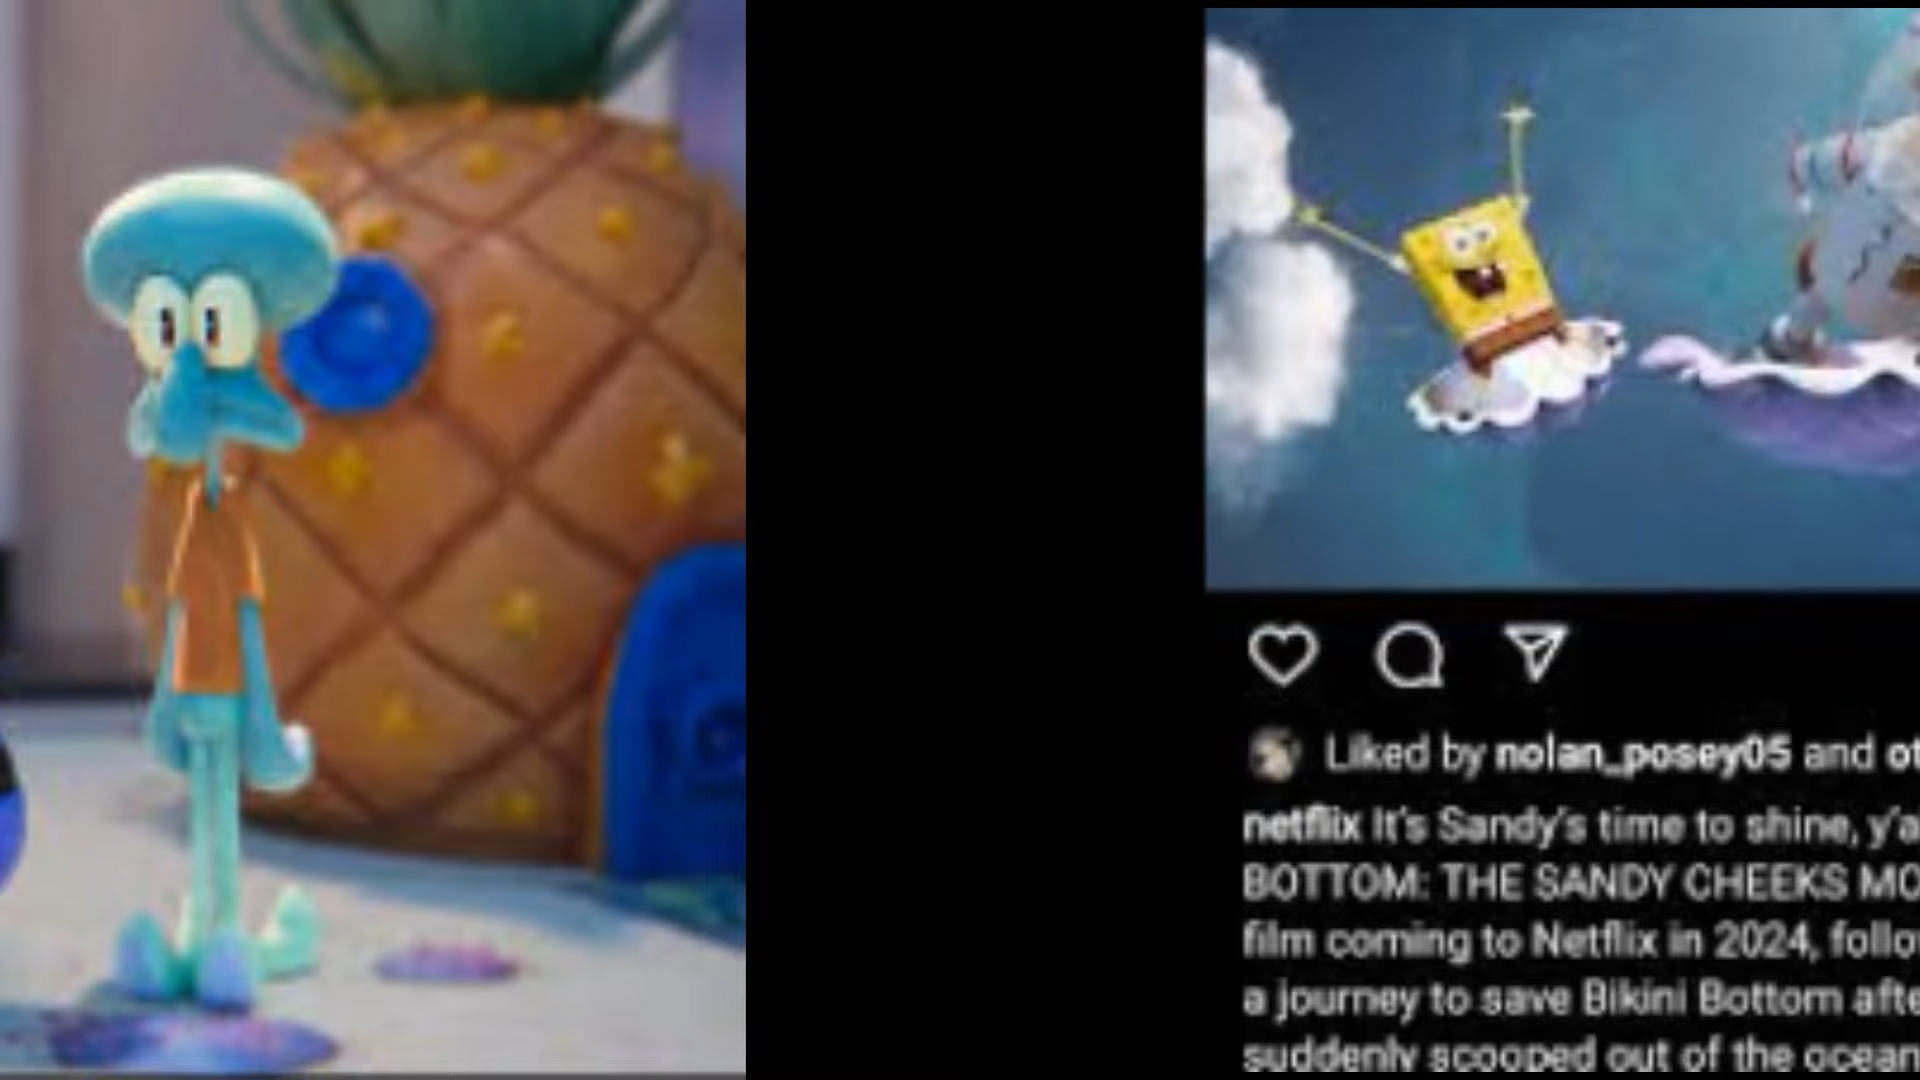 Liked by nolan_posey05 and
netflix It's Sandy's time to shine,
BOTTOM: THE SANDY CHEEKS
film coming to Netflix in 2024,
a journey to save Bikini Bottom
suddenly scooped out of the ocean